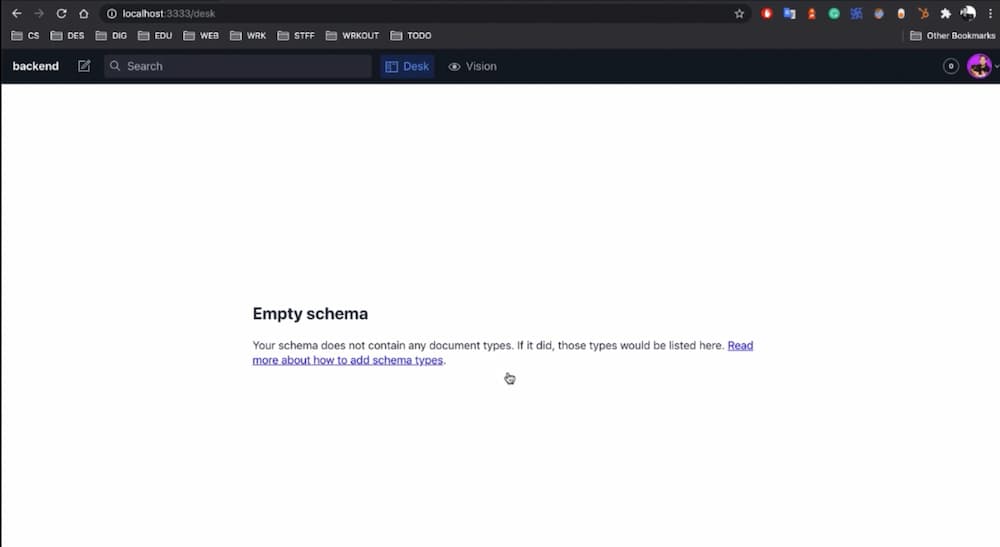 localhost:3333/desk
CS DES DIG EDU WEB WRK STFF WRKOUT TODO Other Bookmarks
backend Search Desk Vision 0
Empty schema
Your schema does not contain any document types. If it did, those types would be listed here. Read
more about how to add schema types.